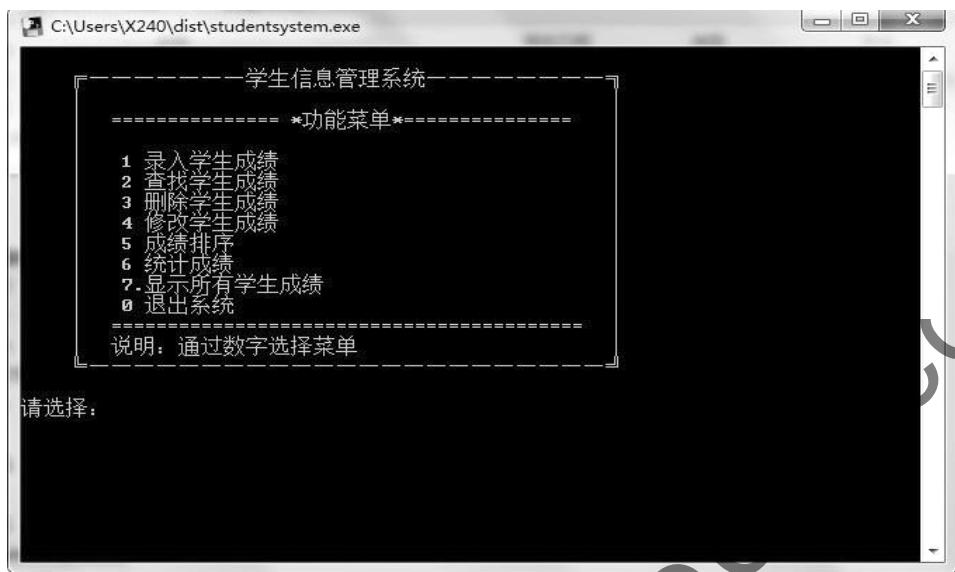 C:\Users\X240\dist\studentsystem.exe
╔———————学生信息管理系统————————╗
=============== *功能菜单*===============
1 录入学生成绩
2 查找学生成绩
3 删除学生成绩
4 修改学生成绩
5 成绩排序
6 统计成绩
7.显示所有学生成绩
0 退出系统
==========================================
说明：通过数字选择菜单
╚———————————————————————╝
请选择：